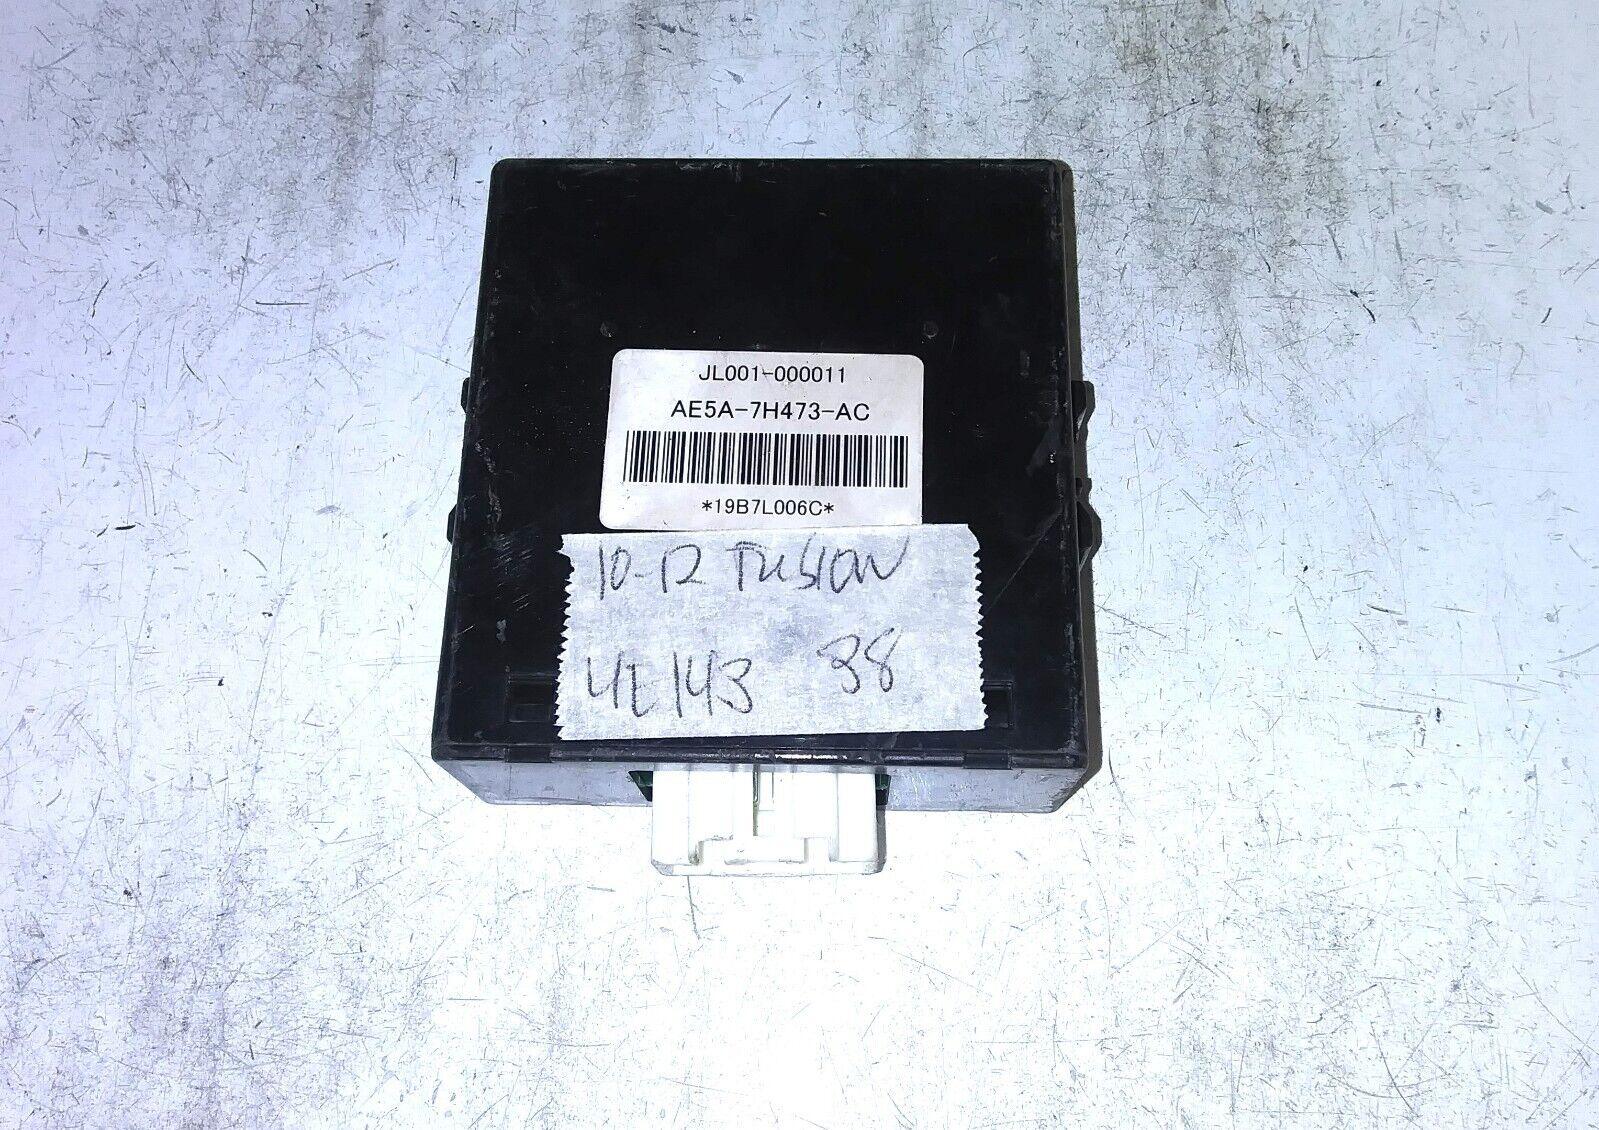 JL001-000011
AE5A-7H473-AC
*19B7L006C*
10-12 FUSION
4L143 38